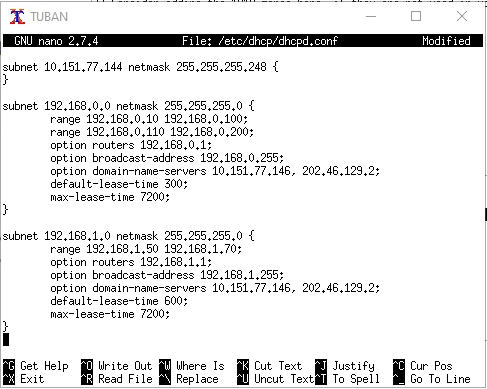 TUBAN
GNU nano 2.7.4 File: /etc/dhcp/dhcpd.conf Modified
subnet 10.151.77.144 netmask 255.255.255.248 {
}
subnet 192.168.0.0 netmask 255.255.255.0 {
range 192.168.0.10 192.168.0.100;
range 192.168.0.110 192.168.0.200;
option routers 192.168.0.1;
option broadcast-address 192.168.0.255;
option domain-name-servers 10.151.77.146, 202.46.129.2;
default-lease-time 300;
max-lease-time 7200;
}
subnet 192.168.1.0 netmask 255.255.255.0 {
range 192.168.1.50 192.168.1.70;
option routers 192.168.1.1;
option broadcast-address 192.168.1.255;
option domain-name-servers 10.151.77.146, 202.46.129.2;
default-lease-time 600;
max-lease-time 7200;
}
^G Get Help ^O Write Out ^W Where Is ^K Cut Text ^J Justify ^C Cur Pos
^X Exit ^R Read File ^\ Replace ^U Uncut Text ^T To Spell ^_ Go To Line